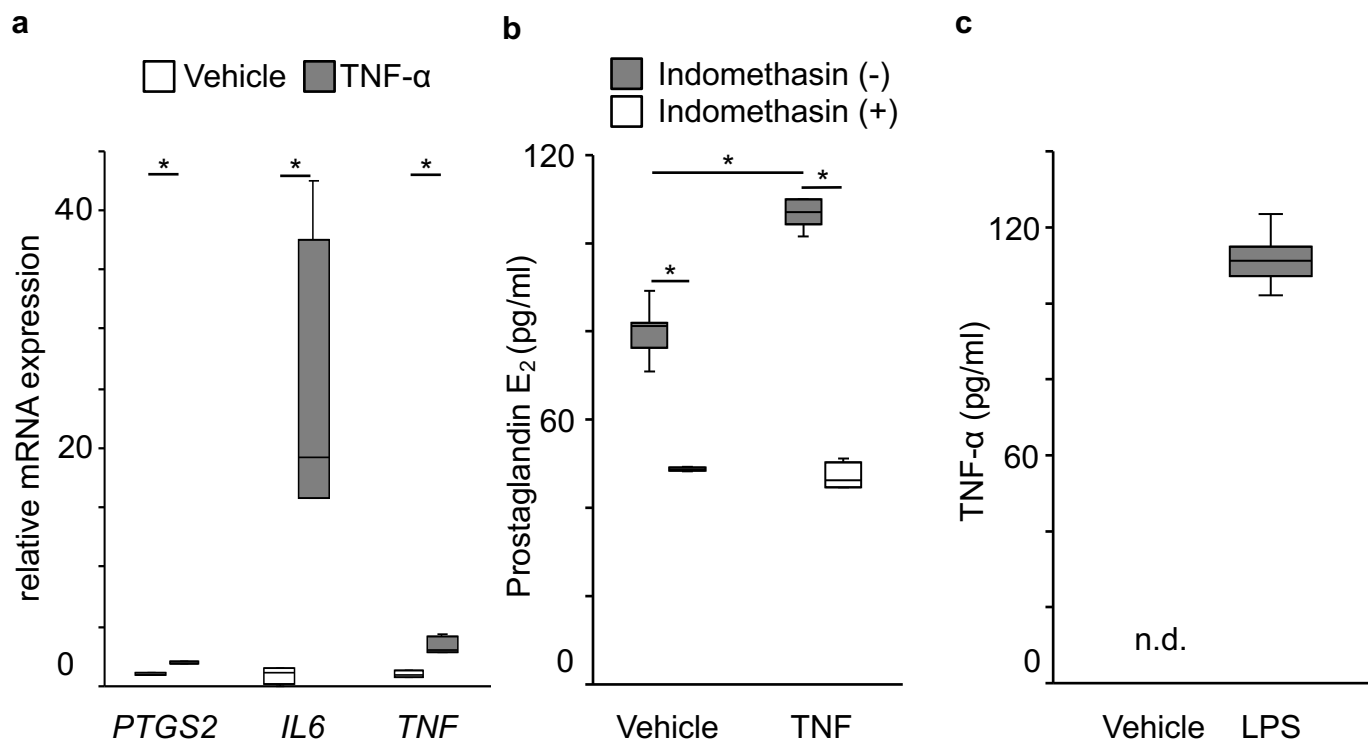 a
Vehicle TNF-α
* * *
relative mRNA expression
40
20
0
PTGS2 IL6 TNF
b
Indomethasin (-)
Indomethasin (+)
Prostaglandin E₂ (pg/ml)
120
60
0
*
*
*
Vehicle TNF
c
TNF-α (pg/ml)
120
60
0
n.d.
Vehicle LPS